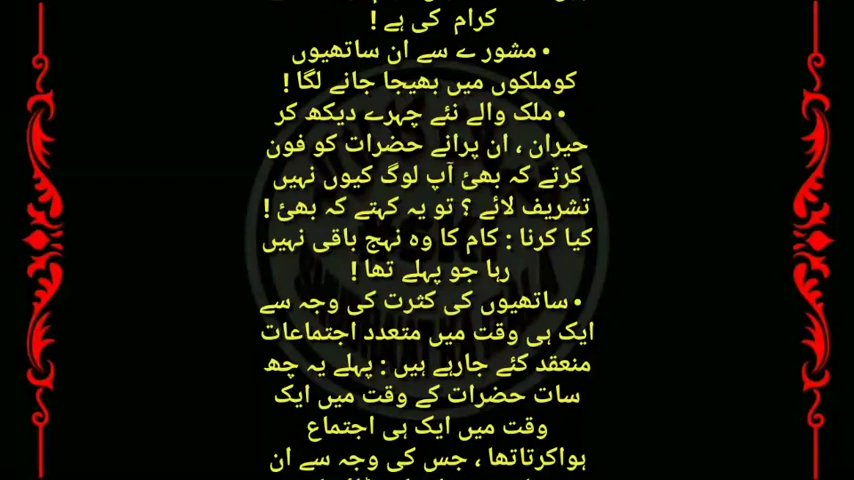 کرام کی ہے !
• مشورے سے ان ساتھیوں
کوملکوں میں بھیجا جانے لگا !
• ملک والے نئے چہرے دیکھ کر
حیران ، ان پرانے حضرات کو فون
کرتے کہ بھئ آپ لوگ کیوں نہیں
تشریف لائے ؟ تو یہ کہتے کہ بھئ !
کیا کرنا : کام کا وہ نہج باقی نہیں
رہا جو پہلے تھا !
• ساتھیوں کی کثرت کی وجہ سے
ایک ہی وقت میں متعدد اجتماعات
منعقد کئے جارہے ہیں : پہلے یہ چھ
سات حضرات کے وقت میں ایک
وقت میں ایک ہی اجتماع
ہواکرتاتھا ، جس کی وجہ سے ان